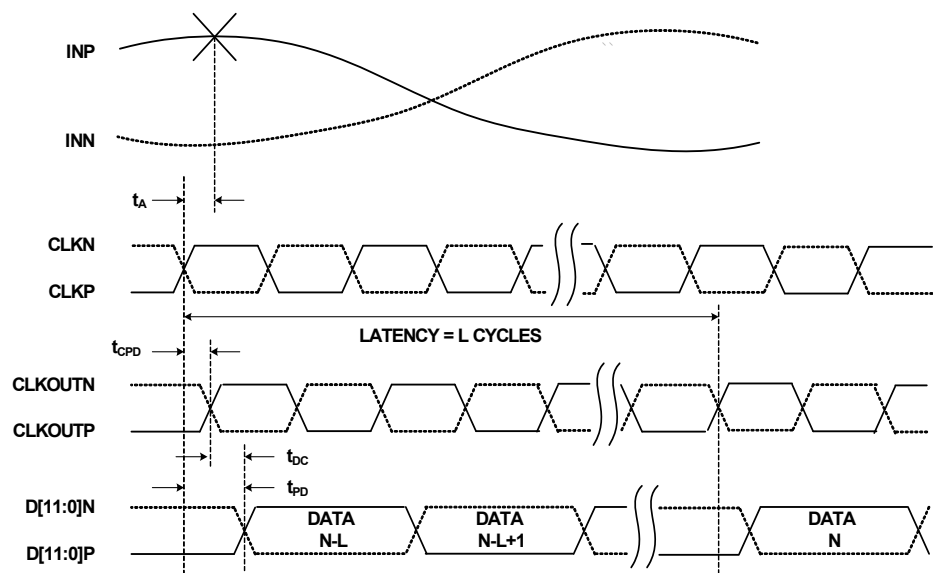 INP
INN
tA
CLKN
CLKP
LATENCY = L CYCLES
tCPD
CLKOUTN
CLKOUTP
tDC
tPD
D[11:0]N
D[11:0]P
DATA
N-L
DATA
N-L+1
DATA
N